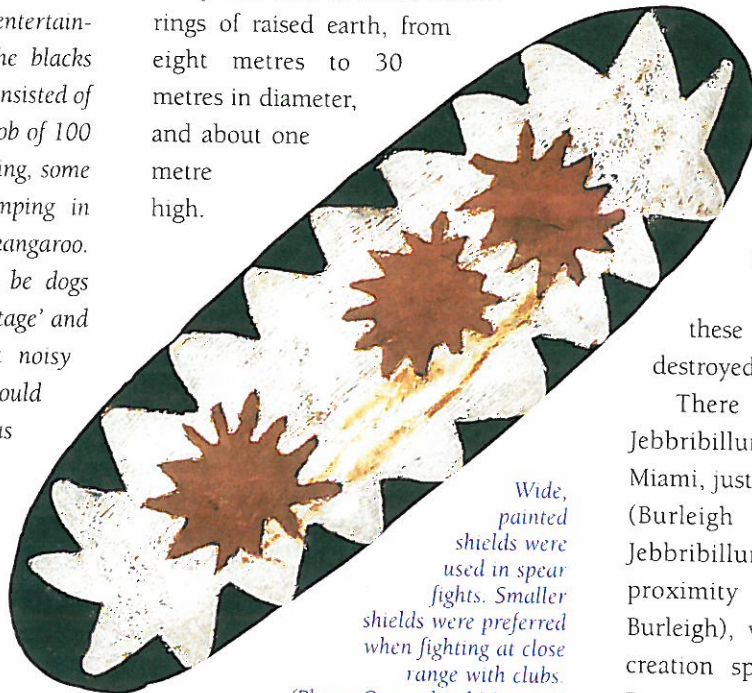 entertain-
he blacks
nsisted of
ob of 100
ing, some
mping in
kangaroo.
be dogs
tage' and
noisy
ould
rings of raised earth, from
eight metres to 30
metres in diameter,
and about one
metre
high.
Wide,
painted
shields were
used in spear
fights. Smaller
shields were preferred
when fighting at close
range with clubs.
these
destroyed
There
Jebbribillum
Miami, just
(Burleigh
Jebbribillum
proximity
Burleigh), w
creation sp